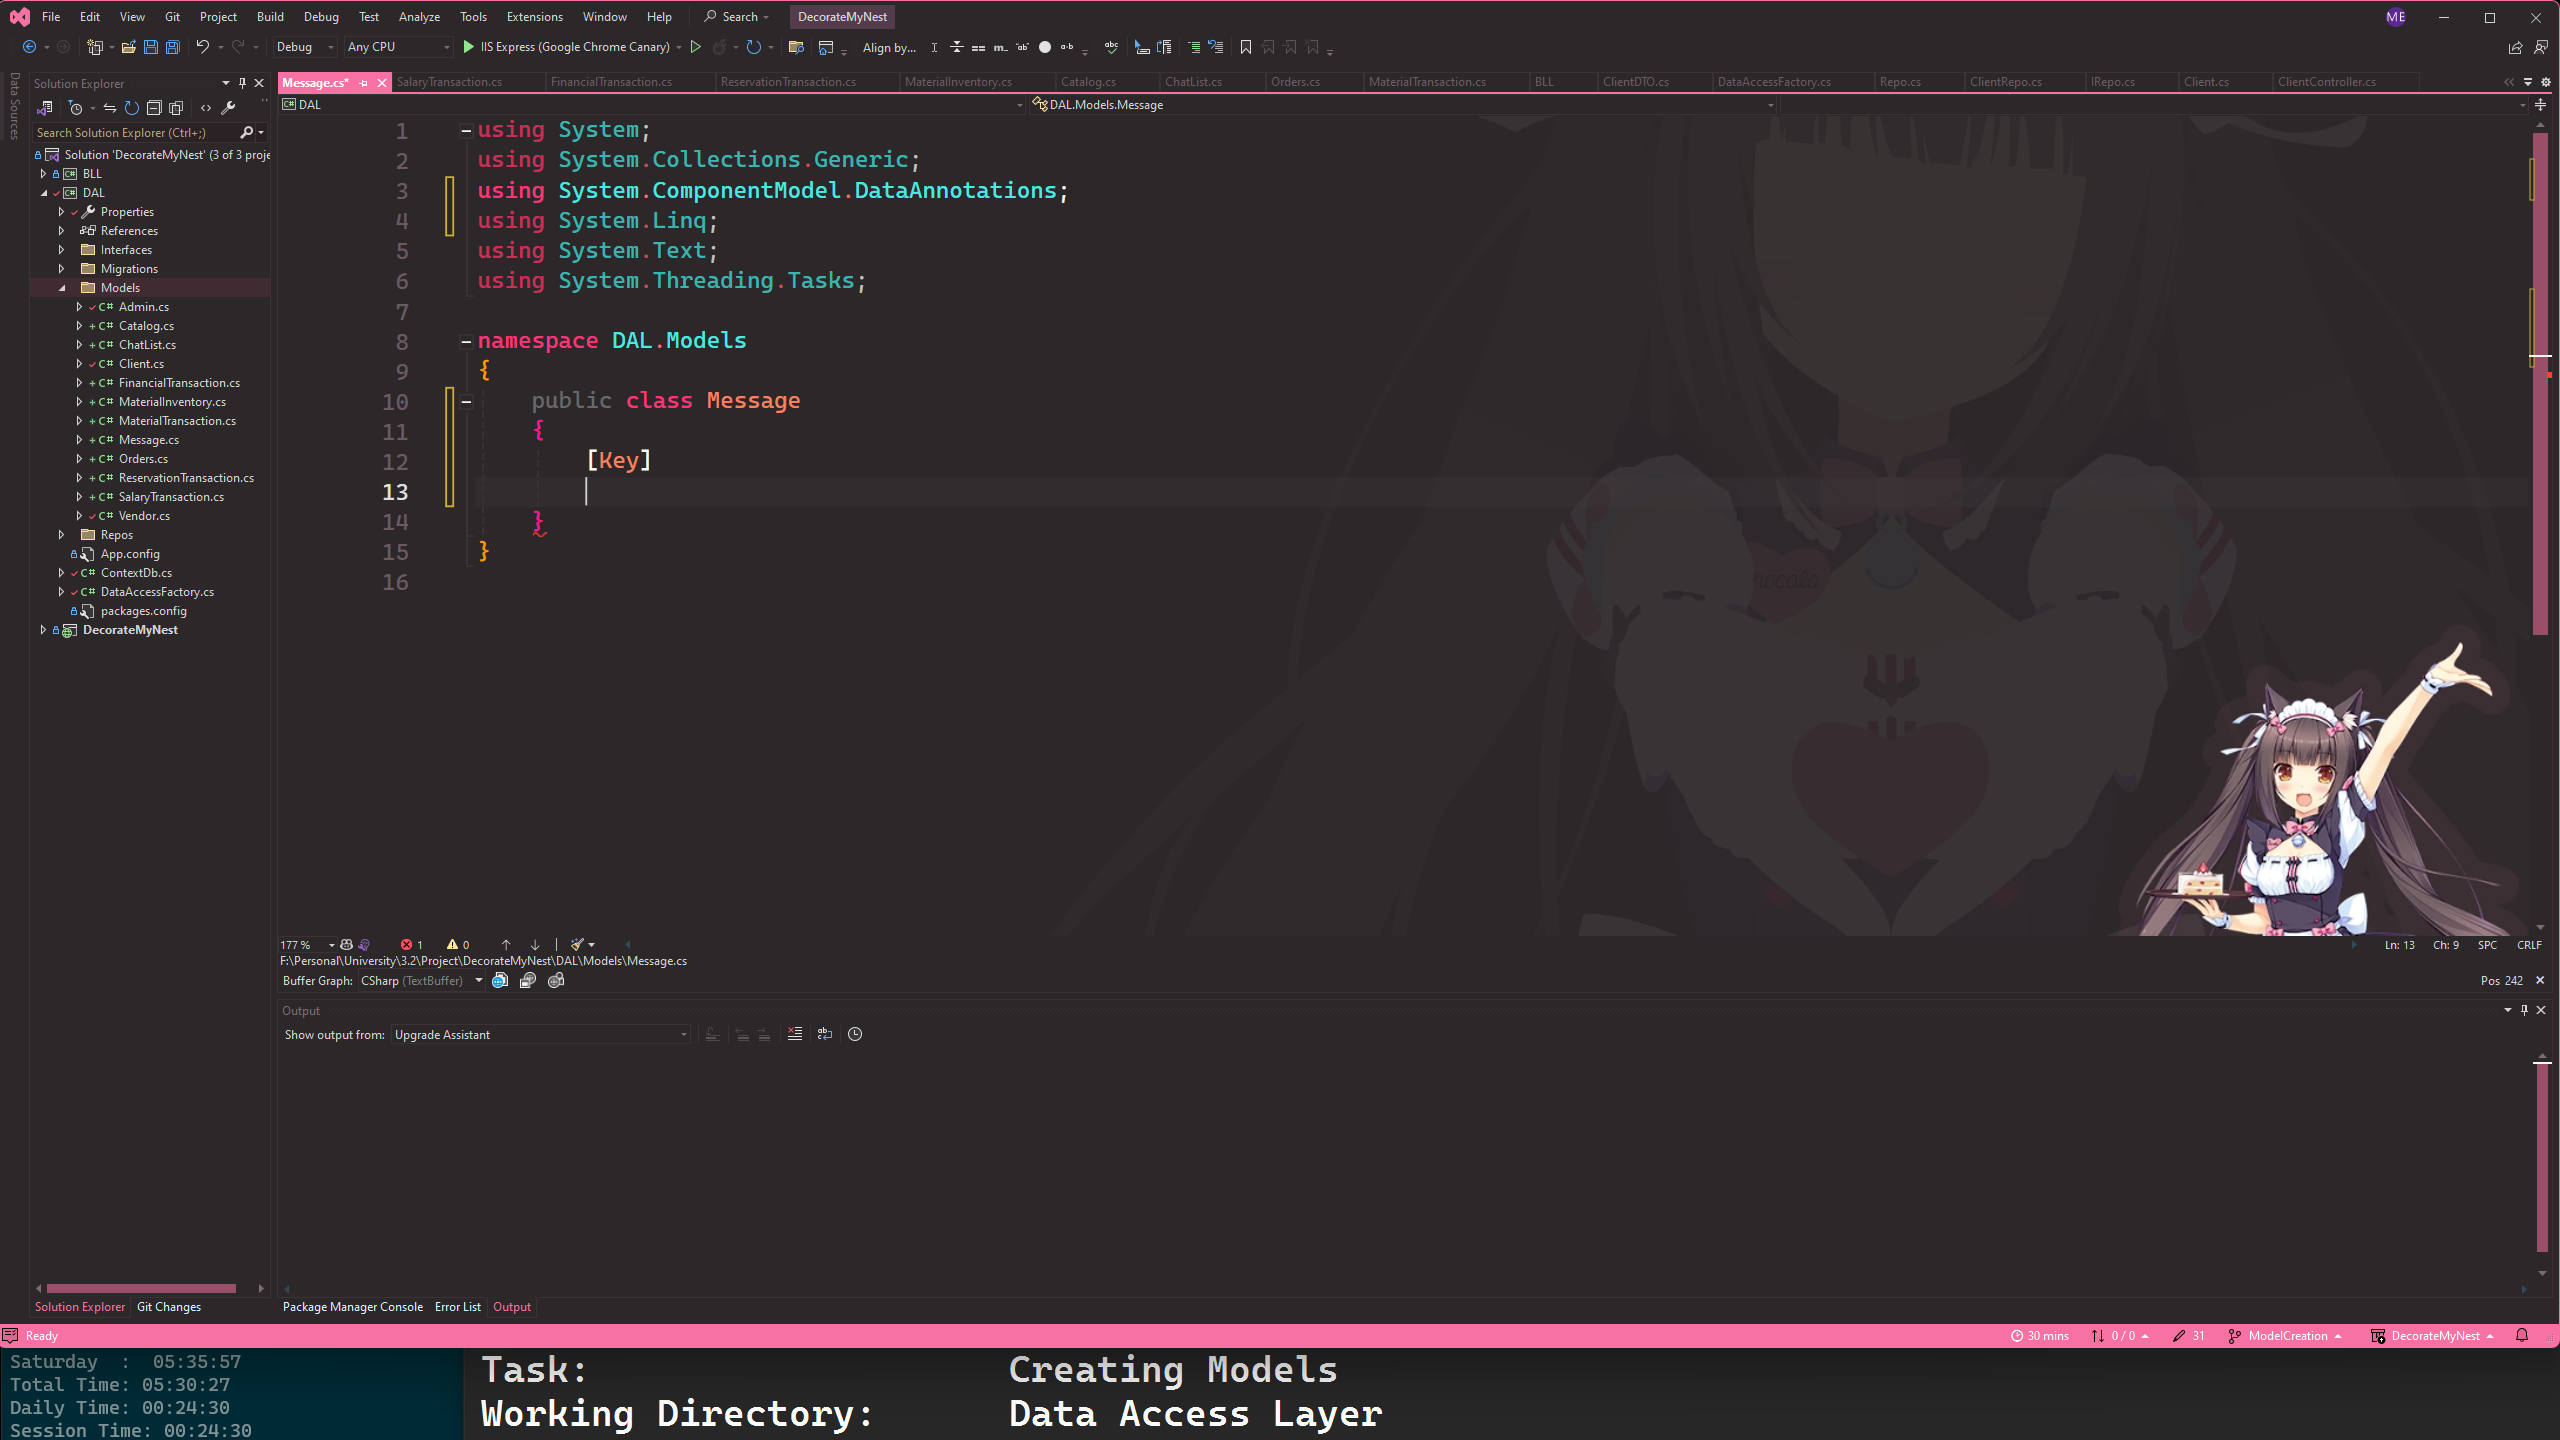 File Edit View Git Project Build Debug Test Analyze Tools Extensions Window Help Search DecorateMyNest ME
Debug Any CPU IIS Express (Google Chrome Canary) Align by...
Data Sources
Solution Explorer
Search Solution Explorer (Ctrl+;)
Solution 'DecorateMyNest' (3 of 3 proje
BLL
DAL
Properties
References
Interfaces
Migrations
Models
C# Admin.cs
C# Catalog.cs
C# ChatList.cs
C# Client.cs
C# FinancialTransaction.cs
C# MaterialInventory.cs
C# MaterialTransaction.cs
C# Message.cs
C# Orders.cs
C# ReservationTransaction.cs
C# SalaryTransaction.cs
C# Vendor.cs
Repos
App.config
C# ContextDb.cs
C# DataAccessFactory.cs
packages.config
DecorateMyNest
Solution Explorer Git Changes
Message.cs* SalaryTransaction.cs FinancialTransaction.cs ReservationTransaction.cs MaterialInventory.cs Catalog.cs ChatList.cs Orders.cs MaterialTransaction.cs BLL ClientDTO.cs DataAccessFactory.cs Repo.cs ClientRepo.cs IRepo.cs Client.cs ClientController.cs
DAL DAL.Models.Message
1 using System;
2 using System.Collections.Generic;
3 using System.ComponentModel.DataAnnotations;
4 using System.Linq;
5 using System.Text;
6 using System.Threading.Tasks;
7
8 namespace DAL.Models
9 {
10 public class Message
11 {
12 [Key]
13
14 }
15 }
16
177 % 1 0 Ln: 13 Ch: 9 SPC CRLF
F:\Personal\University\3.2\Project\DecorateMyNest\DAL\Models\Message.cs
Buffer Graph: CSharp (TextBuffer) Pos 242
Output
Show output from: Upgrade Assistant
Package Manager Console Error List Output
Ready 30 mins 0 / 0 31 ModelCreation DecorateMyNest
Saturday : 05:35:57
Total Time: 05:30:27
Daily Time: 00:24:30
Session Time: 00:24:30
Task: Creating Models
Working Directory: Data Access Layer